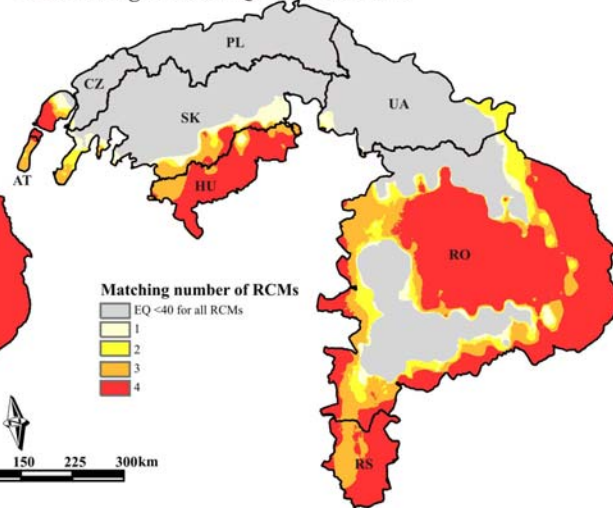 PL
CZ
UA
SK
AT
HU
RO
Matching number of RCMs
EQ <40 for all RCMs
1
2
3
4
150 225 300km
RS